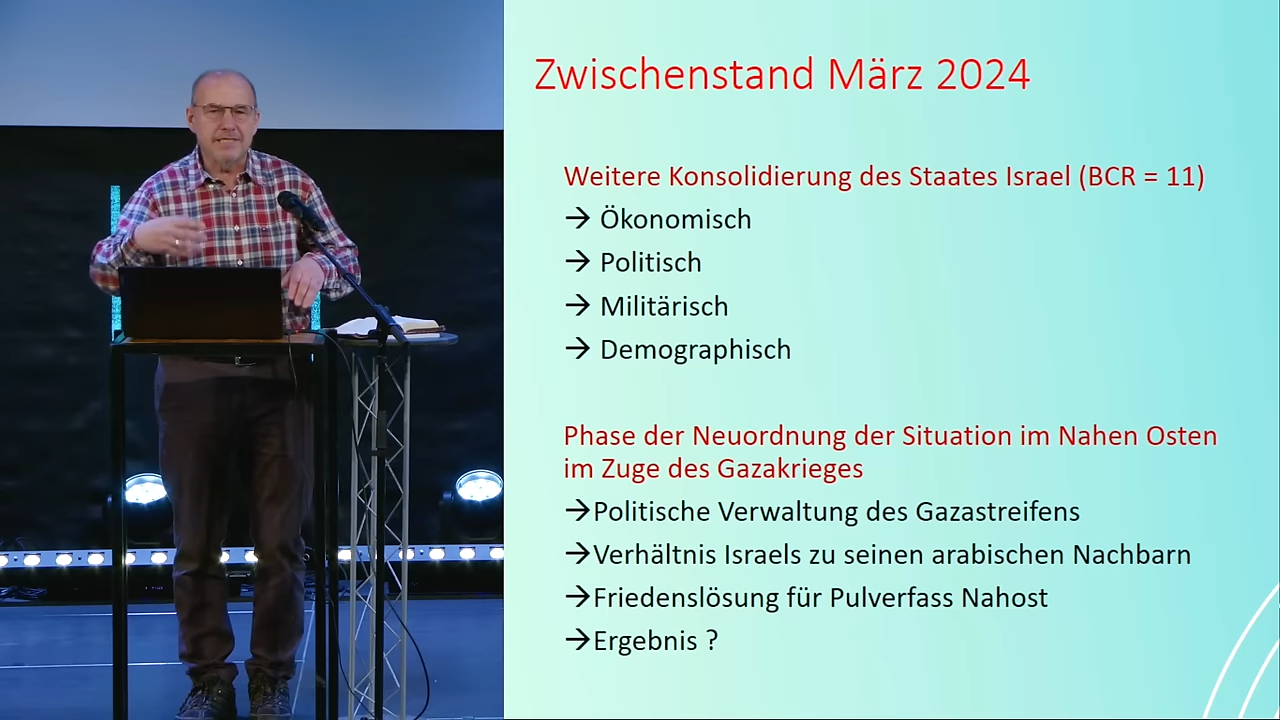 Zwischenstand März 2024
Weitere Konsolidierung des Staates Israel (BCR = 11)
→ Ökonomisch
→ Politisch
→ Militärisch
→ Demographisch
Phase der Neuordnung der Situation im Nahen Osten
im Zuge des Gazakrieges
→Politische Verwaltung des Gazastreifens
→Verhältnis Israels zu seinen arabischen Nachbarn
→Friedenslösung für Pulverfass Nahost
→Ergebnis ?